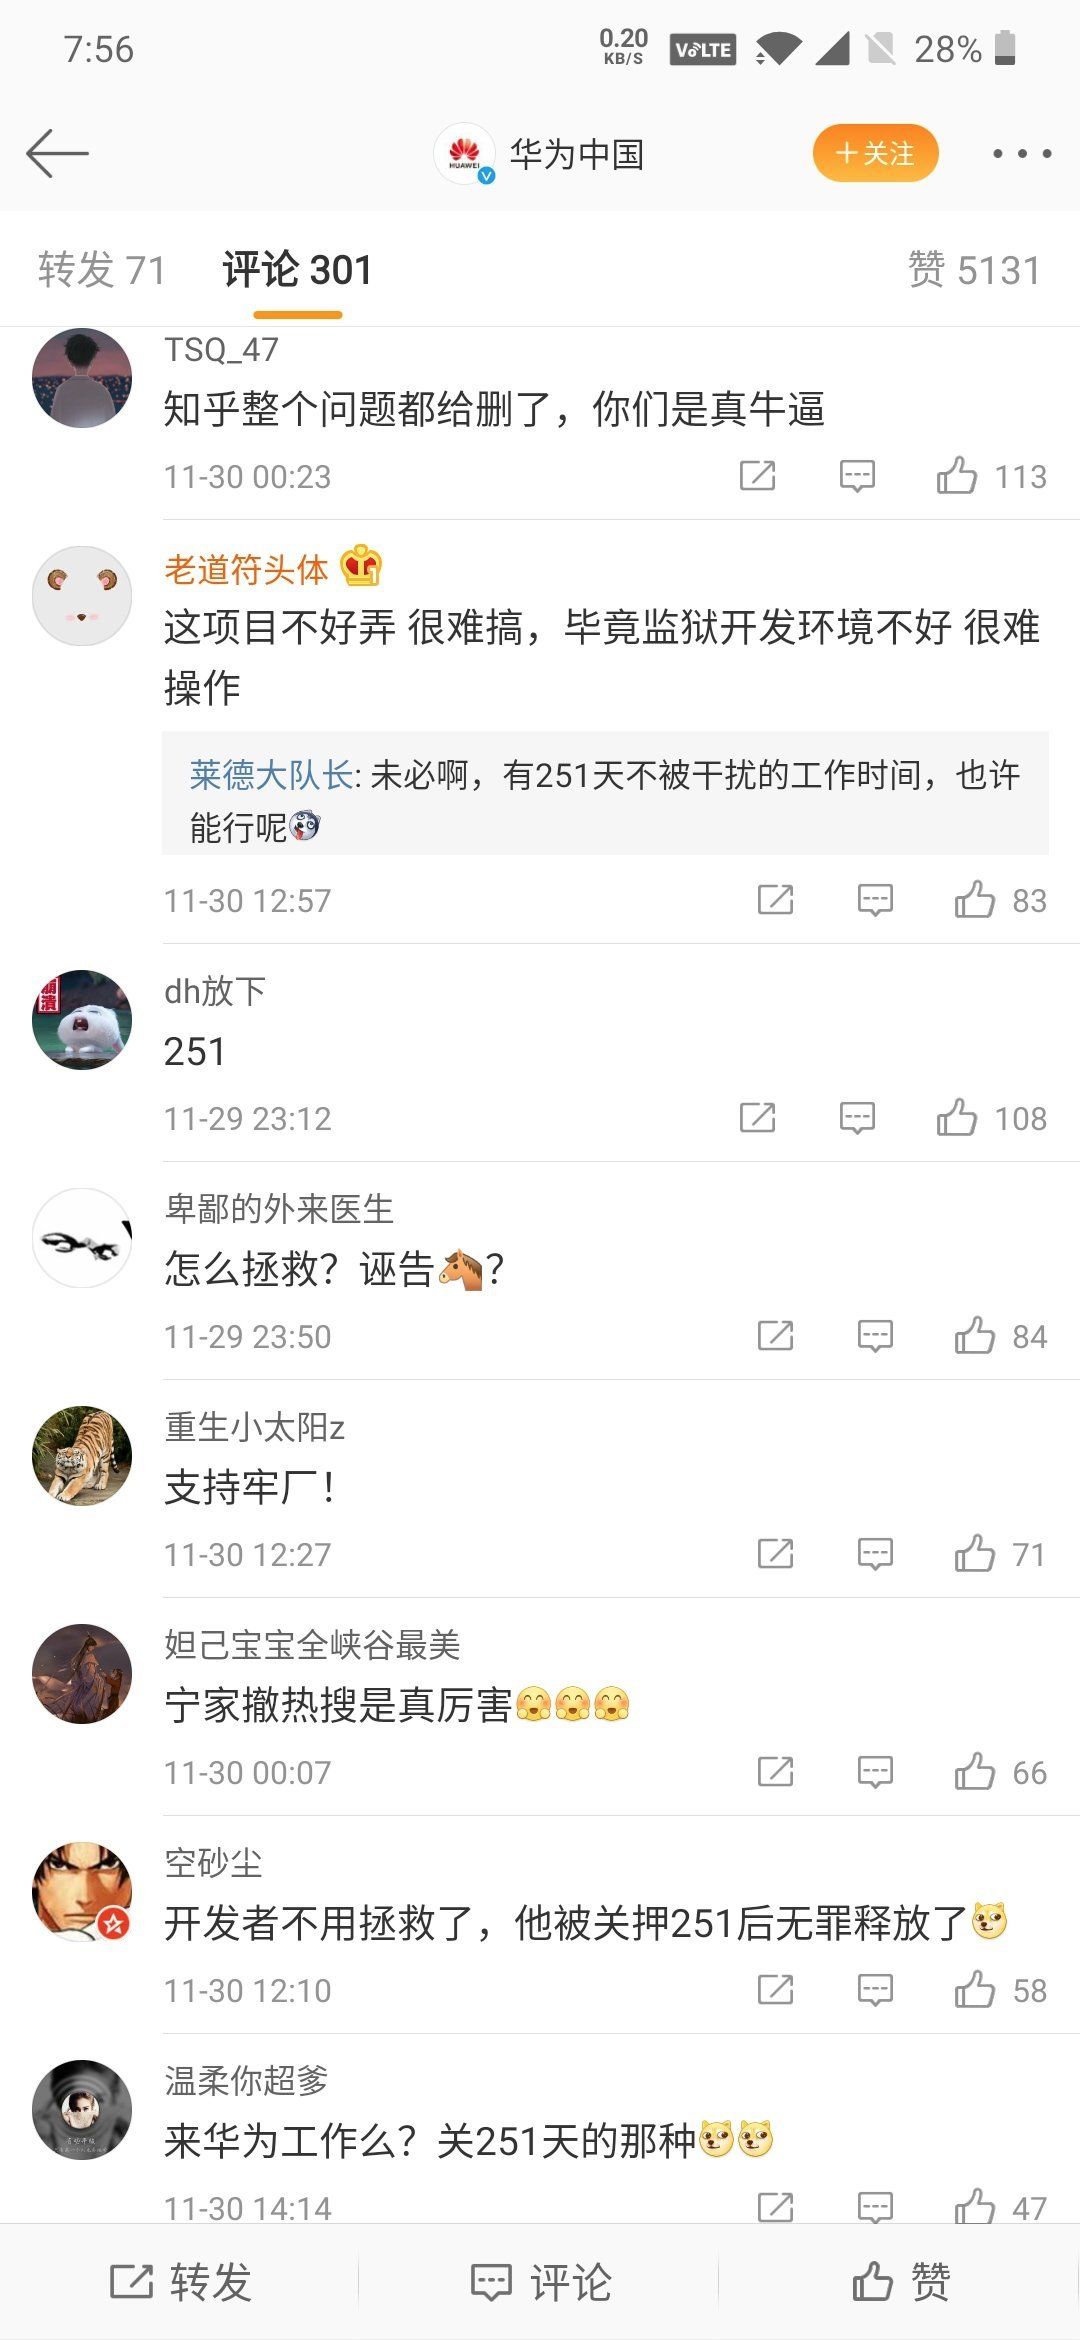 7:56
0.20
KB/S
VoLTE
28%
HUAWEI
华为中国
+关注
转发 71
评论 301
赞 5131
TSQ_47
知乎整个问题都给删了，你们是真牛逼
11-30 00:23
113
老道符头体
1
这项目不好弄 很难搞，毕竟监狱开发环境不好 很难
操作
莱德大队长: 未必啊，有251天不被干扰的工作时间，也许
能行呢
11-30 12:57
83
崩
溃
dh放下
251
11-29 23:12
108
卑鄙的外来医生
怎么拯救？诬告🐴？
11-29 23:50
84
重生小太阳z
支持牢厂！
11-30 12:27
71
妲己宝宝全峡谷最美
宁家撤热搜是真厉害🤗🤗🤗
11-30 00:07
66
空砂尘
开发者不用拯救了，他被关押251后无罪释放了
11-30 12:10
58
温柔你超爹
来华为工作么？关251天的那种
11-30 14:14
47
转发
评论
赞